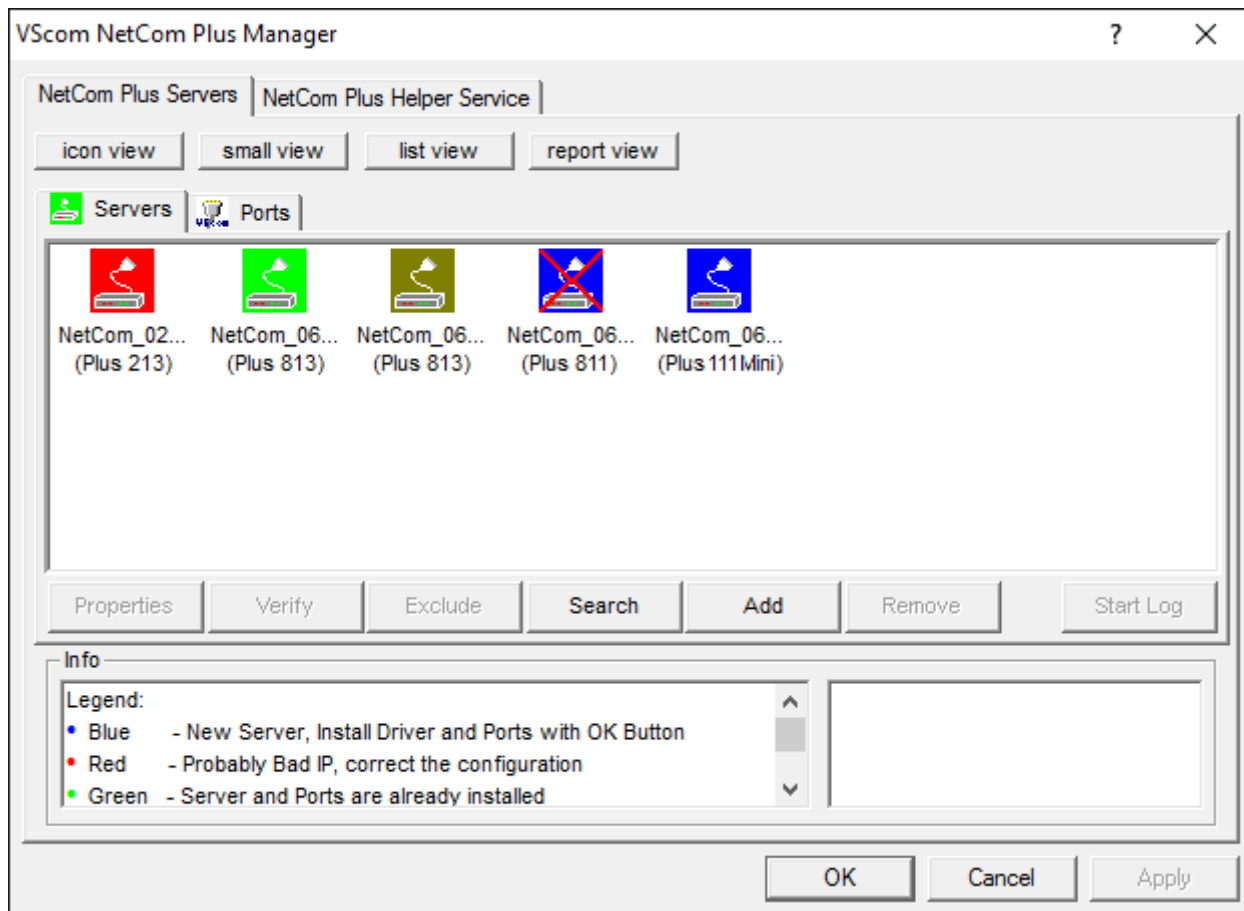 VScom NetCom Plus Manager
?
NetCom Plus Servers NetCom Plus Helper Service
icon view small view list view report view
Servers Ports
NetCom_02... NetCom_06... NetCom_06... NetCom_06... NetCom_06...
(Plus 213) (Plus 813) (Plus 813) (Plus 811) (Plus 111Mini)
Properties Verify Exclude Search Add Remove Start Log
Info
Legend:
• Blue - New Server, Install Driver and Ports with OK Button
• Red - Probably Bad IP, correct the configuration
• Green - Server and Ports are already installed
OK Cancel Apply